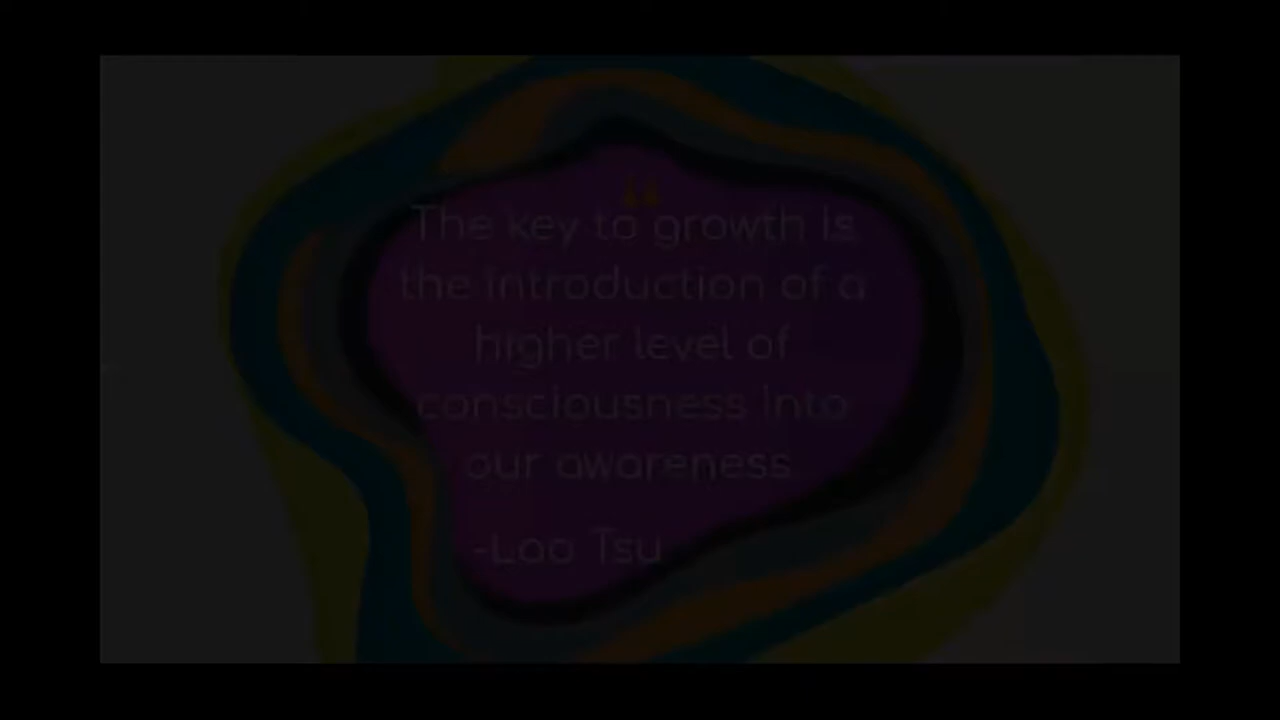 “
The key to growth is
the introduction of a
higher level of
consciousness into
our awareness
-Lao Tsu